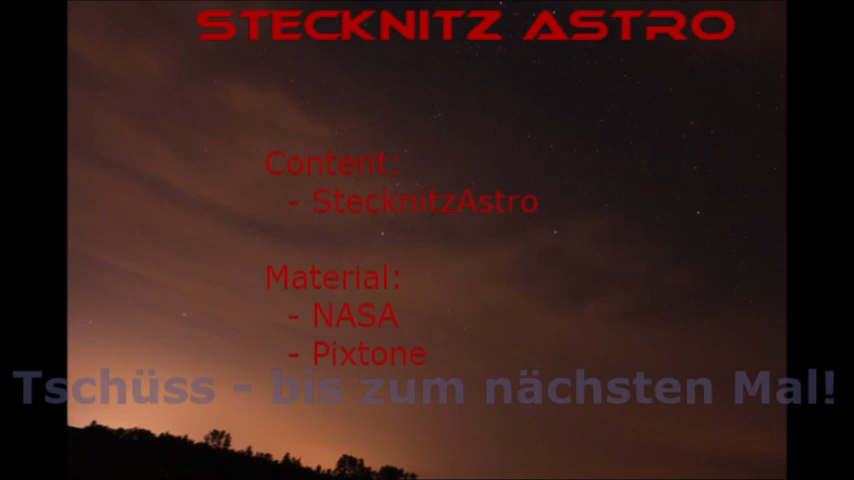 STECKNITZ ASTRO
Content:
- StecknitzAstro
Material:
- NASA
- Pixtone
Tschüss - bis zum nächsten Mal!